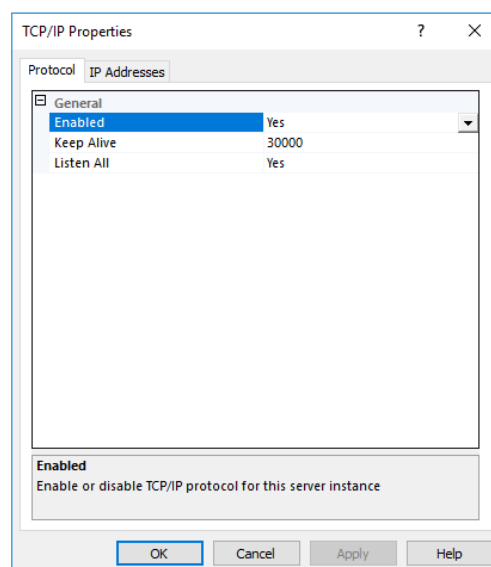 TCP/IP Properties ?
Protocol IP Addresses
General
Enabled Yes
Keep Alive 30000
Listen All Yes
Enabled
Enable or disable TCP/IP protocol for this server instance
OK Cancel Apply Help